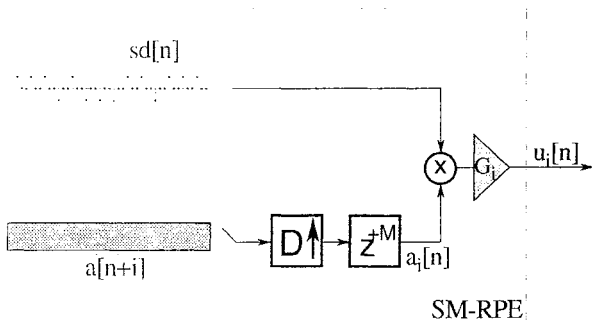 sd[n]
x
G_i
u_i[n]
D
z^+M
a_i[n]
a[n+i]
SM-RPE